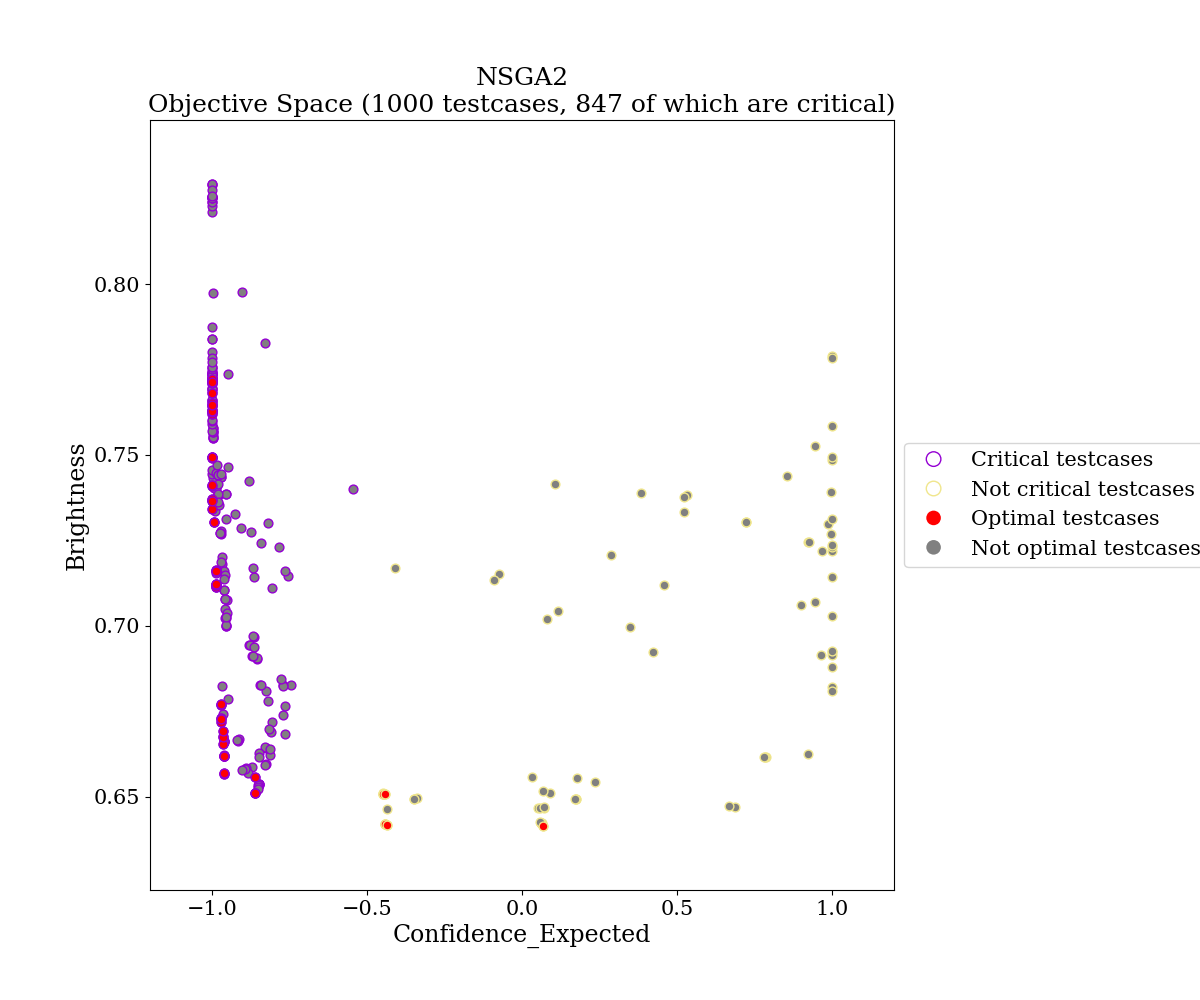 NSGA2
Objective Space (1000 testcases, 847 of which are critical)
0.80
0.75
0.70
0.65
Brightness
−1.0
−0.5
0.0
0.5
1.0
Confidence_Expected
Critical testcases
Not critical testcases
Optimal testcases
Not optimal testcases